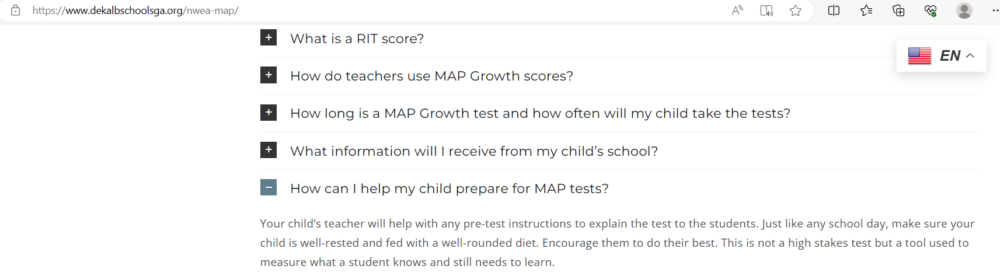 https://www.dekalbschoolsga.org/nwea-map/
What is a RIT score?
EN
How do teachers use MAP Growth scores?
How long is a MAP Growth test and how often will my child take the tests?
What information will I receive from my child’s school?
How can I help my child prepare for MAP tests?
Your child’s teacher will help with any pre-test instructions to explain the test to the students. Just like any school day, make sure your
child is well-rested and fed with a well-rounded diet. Encourage them to do their best. This is not a high stakes test but a tool used to
measure what a student knows and still needs to learn.